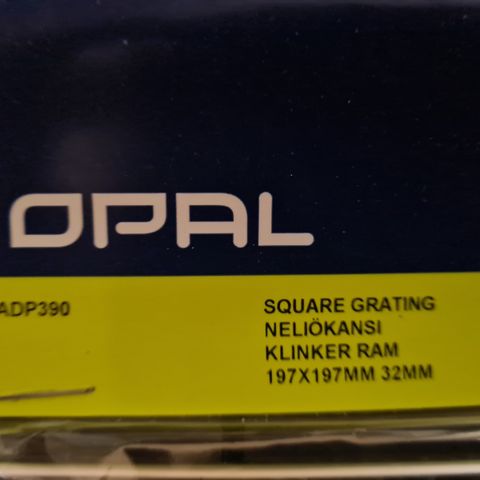 OPAL
ADP390
SQUARE GRATING
NELIÖKANSI
KLINKER RAM
197X197MM 32MM